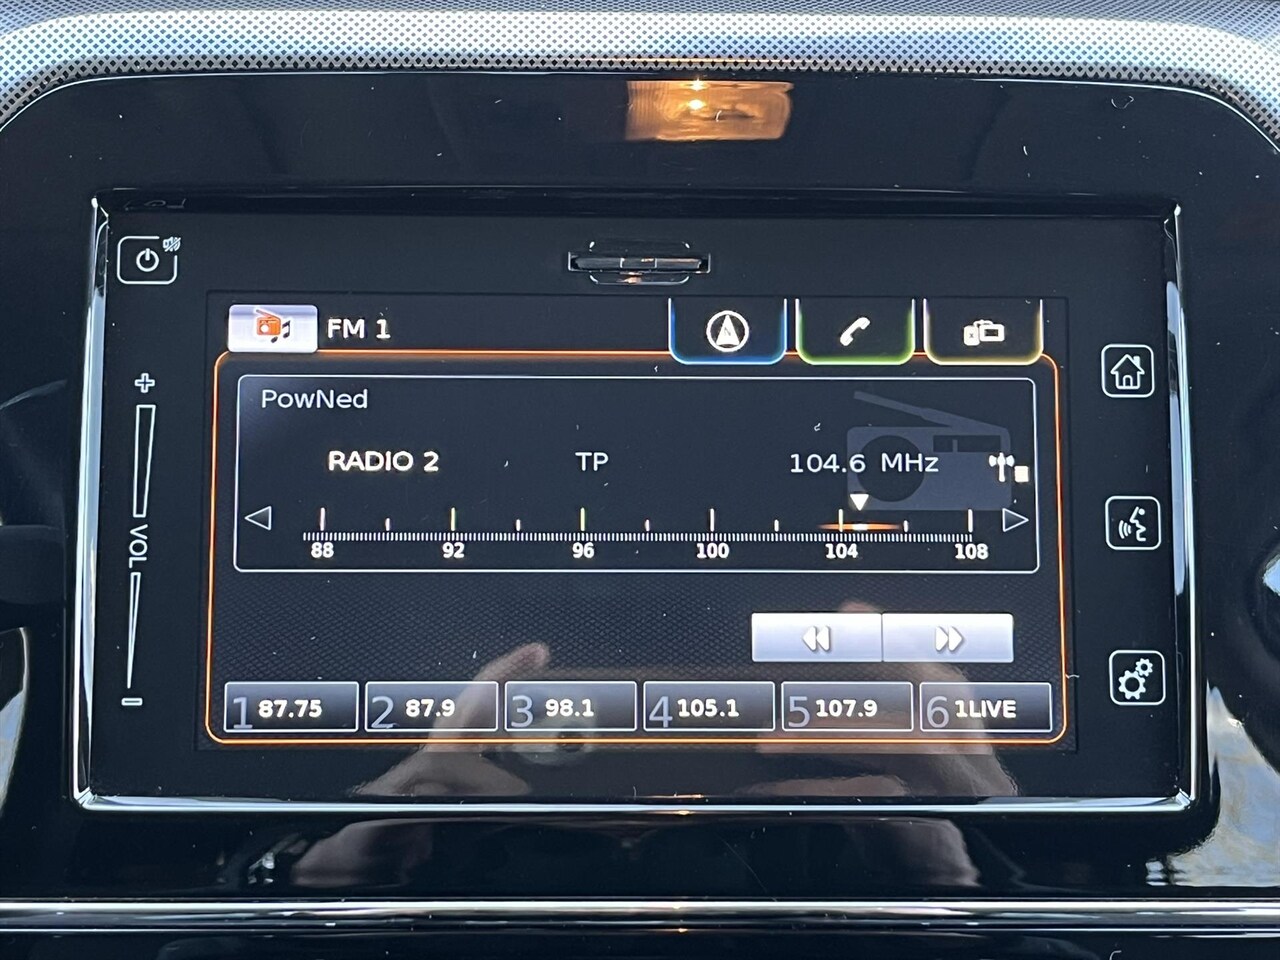 FM 1
PowNed
RADIO 2 TP 104.6 MHz
88 92 96 100 104 108
VOL
1 87.75 2 87.9 3 98.1 4 105.1 5 107.9 6 1LIVE